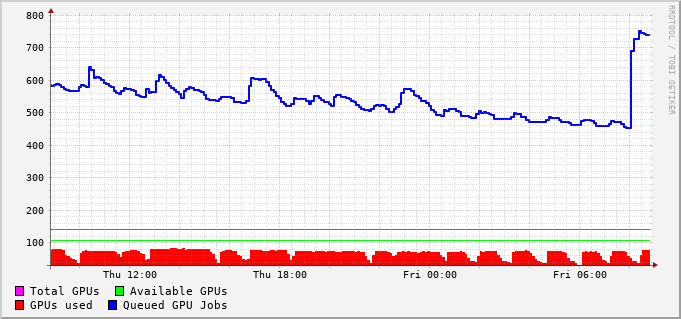 800
700
600
500
400
300
200
100
Thu 12:00 Thu 18:00 Fri 00:00 Fri 06:00
Total GPUs Available GPUs
GPUs used Queued GPU Jobs
RRDTOOL / TOBI OETIKER